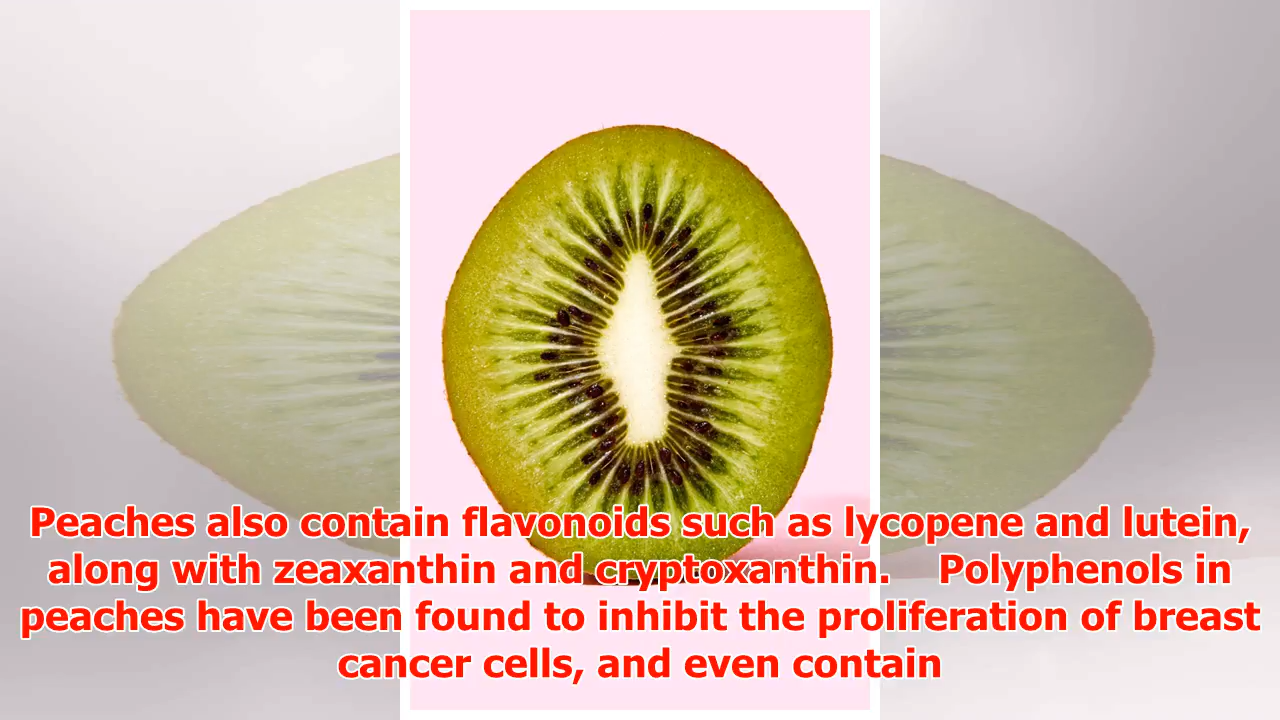 Peaches also contain flavonoids such as lycopene and lutein,
along with zeaxanthin and cryptoxanthin.    Polyphenols in
peaches have been found to inhibit the proliferation of breast
cancer cells, and even contain